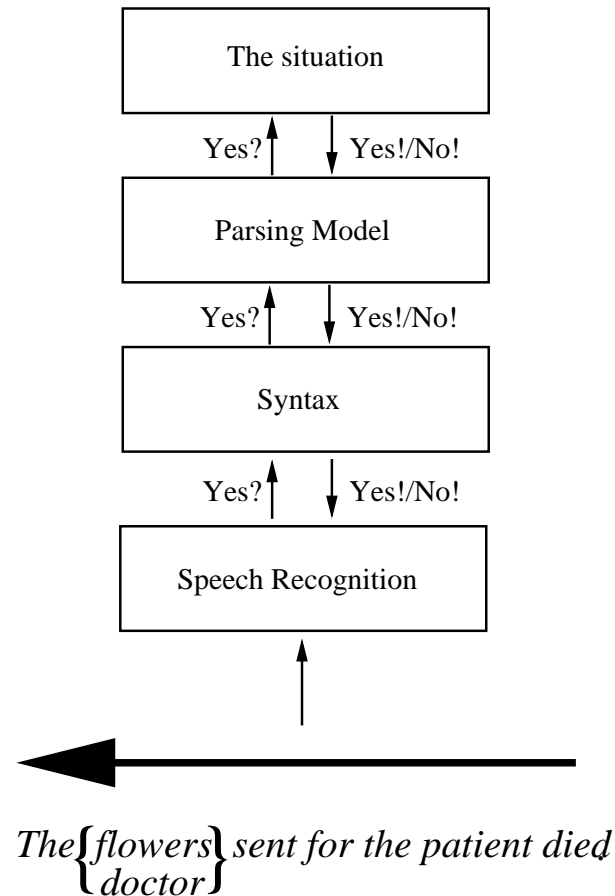 The situation
Yes? Yes!/No!
Parsing Model
Yes? Yes!/No!
Syntax
Yes? Yes!/No!
Speech Recognition
The {flowers} sent for the patient died.
{doctor}